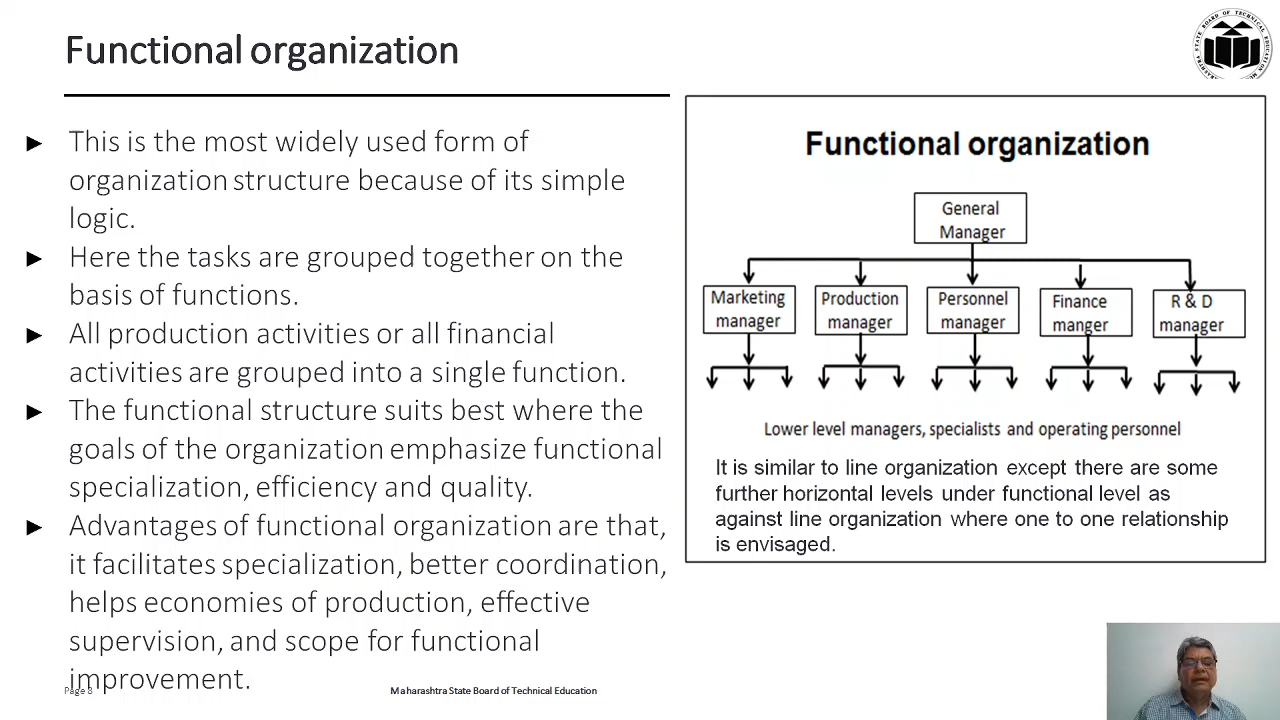 Functional organization
► This is the most widely used form of
organization structure because of its simple
logic.
► Here the tasks are grouped together on the
basis of functions.
► All production activities or all financial
activities are grouped into a single function.
► The functional structure suits best where the
goals of the organization emphasize functional
specialization, efficiency and quality.
► Advantages of functional organization are that,
it facilitates specialization, better coordination,
helps economies of production, effective
supervision, and scope for functional
improvement.
Functional organization
General
Manager
Marketing
manager
Production
manager
Personnel
manager
Finance
manger
R & D
manager
Lower level managers, specialists and operating personnel
It is similar to line organization except there are some
further horizontal levels under functional level as
against line organization where one to one relationship
is envisaged.
Page 8
Maharashtra State Board of Technical Education
STATE BOARD OF TECHNICAL